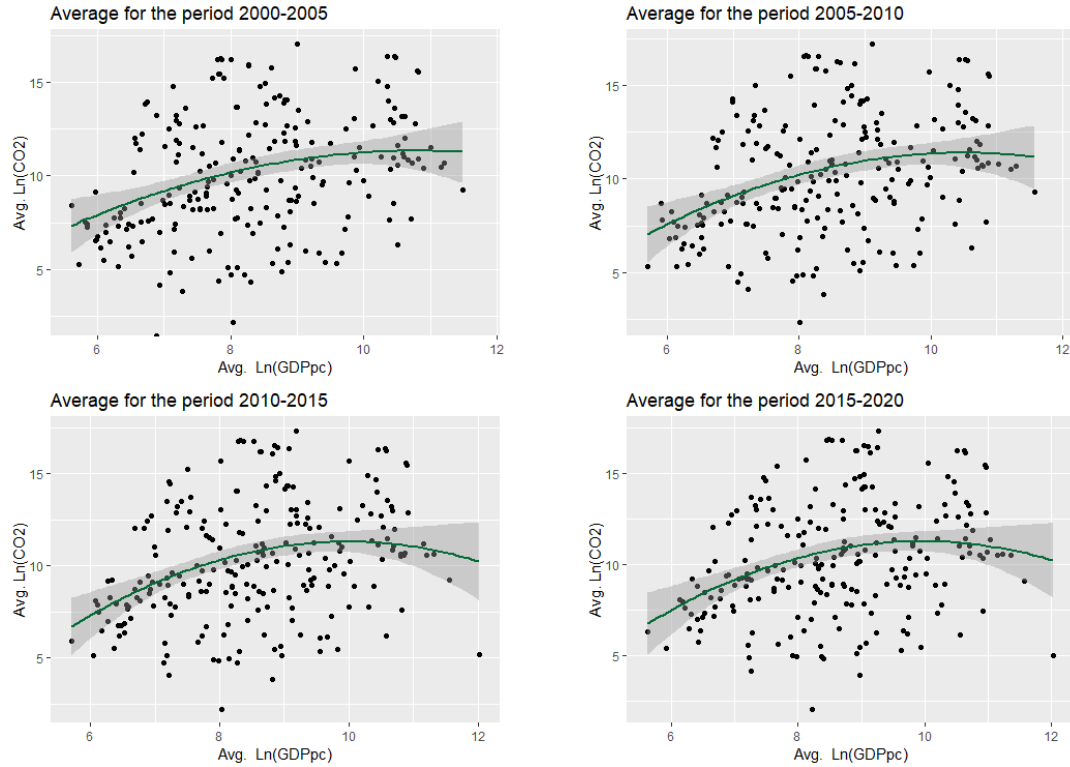 Average for the period 2000-2005
15
10
5
Avg. Ln(CO2)
6
8
10
12
Avg. Ln(GDPpc)
Average for the period 2005-2010
15
10
5
Avg. Ln(CO2)
6
8
10
12
Avg. Ln(GDPpc)
Average for the period 2010-2015
15
10
5
Avg. Ln(CO2)
6
8
10
12
Avg. Ln(GDPpc)
Average for the period 2015-2020
15
10
5
Avg. Ln(CO2)
6
8
10
12
Avg. Ln(GDPpc)